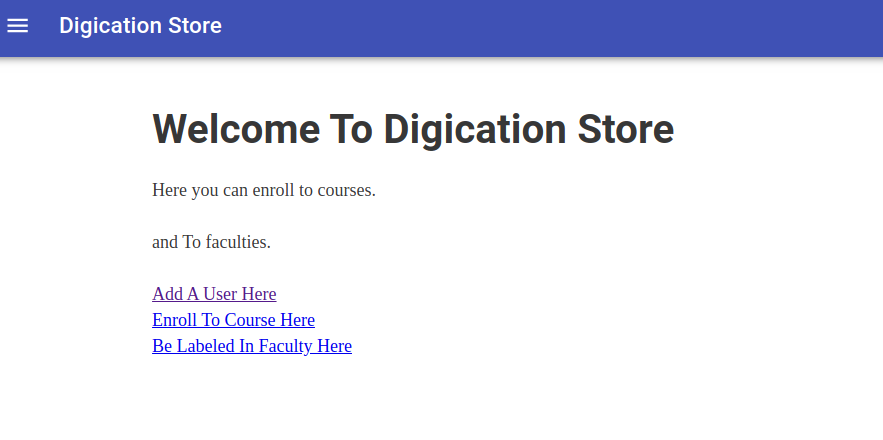 Digication Store
Welcome To Digication Store
Here you can enroll to courses.
and To faculties.
Add A User Here
Enroll To Course Here
Be Labeled In Faculty Here